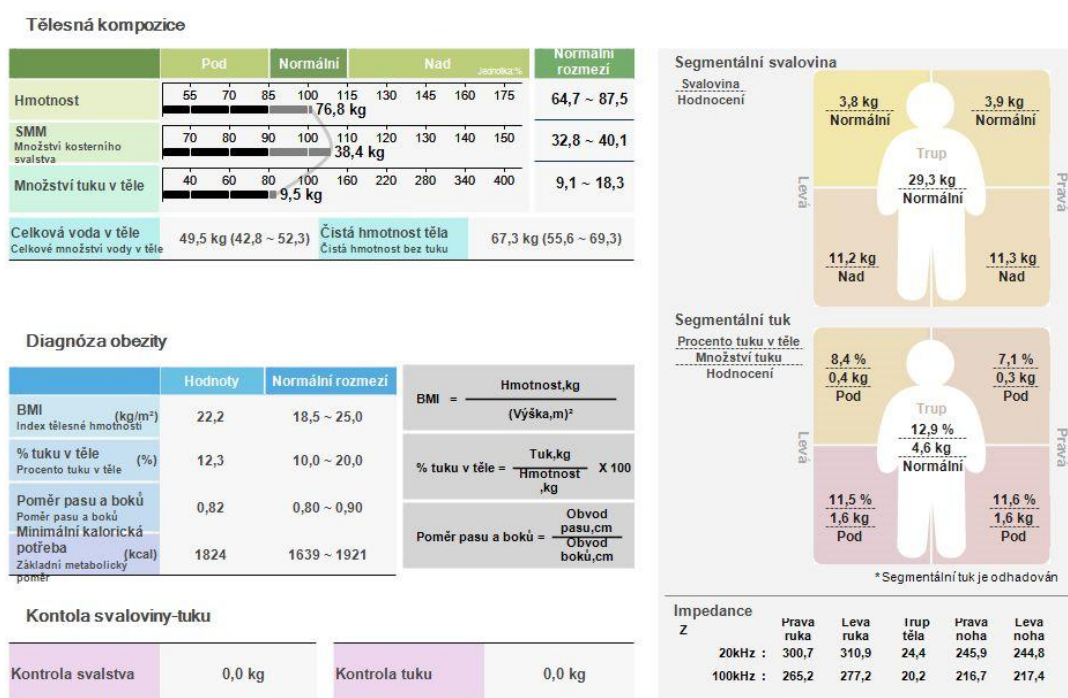 Tělesná kompozice
Pod Normální Nad Jednotka:% Normální rozmezí
Hmotnost 55 70 85 100 115 130 145 160 175 64,7 ~ 87,5
76,8 kg
SMM 70 80 90 100 110 120 130 140 150 32,8 ~ 40,1
Množství kosterního svalstva 38,4 kg
Množství tuku v těle 40 60 80 100 160 220 280 340 400 9,1 ~ 18,3
9,5 kg
Celková voda v těle 49,5 kg (42,8 ~ 52,3) Čistá hmotnost těla 67,3 kg (55,6 ~ 69,3)
Celkové množství vody v těle Čistá hmotnost bez tuku
Diagnóza obezity
Hodnoty Normální rozmezí
BMI (kg/m²) 22,2 18,5 ~ 25,0
Index tělesné hmotnosti
% tuku v těle (%) 12,3 10,0 ~ 20,0
Procento tuku v těle
Poměr pasu a boků 0,82 0,80 ~ 0,90
Poměr pasu a boků
Minimální kalorická
potřeba (kcal) 1824 1639 ~ 1921
Základní metabolický
poměr
BMI = Hmotnost,kg
(Výška,m)²
% tuku v těle = Tuk,kg X 100
Hmotnost
,kg
Poměr pasu a boků = Obvod
pasu,cm
Obvod
boků,cm
Kontola svaloviny-tuku
Kontrola svalstva 0,0 kg Kontrola tuku 0,0 kg
Segmentální svalovina
Svalovina
Hodnocení
3,8 kg 3,9 kg
Normální Normální
Trup
29,3 kg
Normální
Levá Pravá
11,2 kg 11,3 kg
Nad Nad
Segmentální tuk
Procento tuku v těle
Množství tuku
Hodnocení
8,4 % 7,1 %
0,4 kg 0,3 kg
Pod Pod
Trup
12,9 %
4,6 kg
Normální
Levá Pravá
11,5 % 11,6 %
1,6 kg 1,6 kg
Pod Pod
* Segmentální tuk je odhadován
Impedance
Z Prava Leva Trup Prava Leva
ruka ruka těla noha noha
20kHz : 300,7 310,9 24,4 245,9 244,8
100kHz : 265,2 277,2 20,2 216,7 217,4